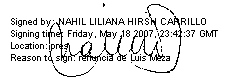 Signed by: NAHIL LILIANA HIRSH CARRILLO
Signing time: Friday, May 18 2007, 23:42:37 GMT
Location: pres
Reason to sign: renuncia de Luis Meza